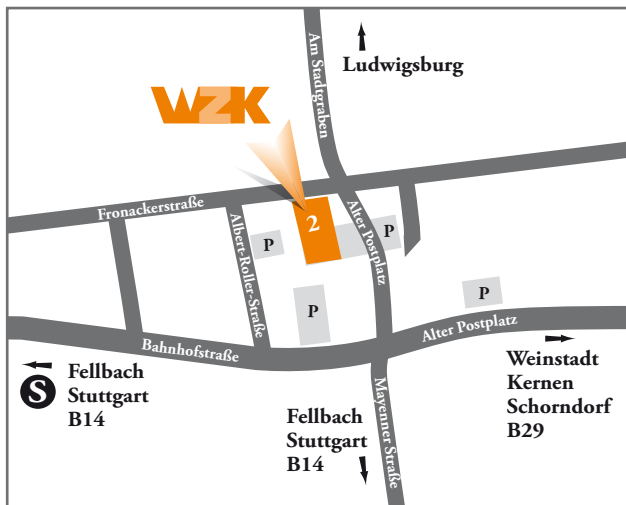 Am Stadtgraben
Ludwigsburg
WZK
Fronackerstraße
Albert-Roller-Straße
2
Alter Postplatz
P
P
P
P
Bahnhofstraße
Alter Postplatz
S
Fellbach
Stuttgart
B14
Fellbach
Stuttgart
B14
Mayenner Straße
Weinstadt
Kernen
Schorndorf
B29